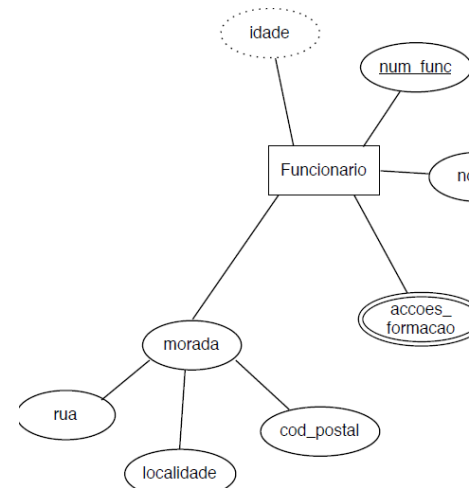 idade
num_func
Funcionario
accoes_
formacao
morada
rua
cod_postal
localidade